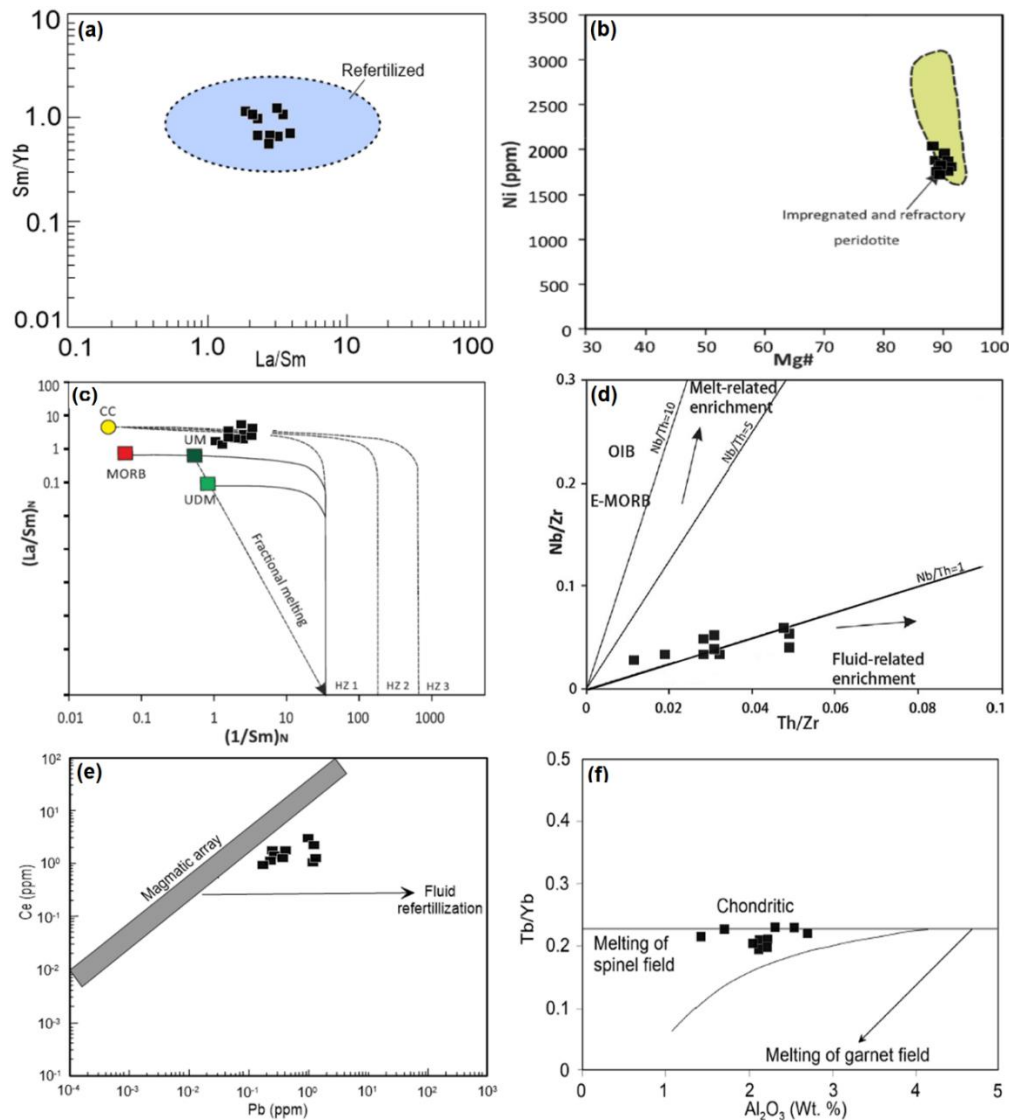 (a)
Refertilized
Sm/Yb
1.0
0.1
0.01
0.1
1.0
10
100
La/Sm
(b)
Ni (ppm)
3500
3000
2500
2000
1500
1000
500
0
Impregnated and refractory
peridotite
30
40
50
60
70
80
90
100
Mg#
(c)
(La/Sm)N
100
10
1
0.1
CC
MORB
UM
UDM
Fractional melting
HZ 1
HZ 2
HZ 3
0.01
0.1
1
10
100
1000
(1/Sm)N
(d)
Nb/Zr
0.3
0.2
0.1
0
Melt-related
enrichment
Nb/Th=10
Nb/Th=5
OIB
E-MORB
Nb/Th=1
Fluid-related
enrichment
0
0.02
0.04
0.06
0.08
0.1
Th/Zr
(e)
Ce (ppm)
10²
10¹
10⁰
10⁻¹
10⁻²
10⁻³
10⁻⁴
Magmatic array
Fluid
refertillization
10⁻⁴
10⁻³
10⁻²
10⁻¹
10⁰
10¹
10²
10³
Pb (ppm)
(f)
Tb/Yb
0.5
0.4
0.3
0.2
0.1
0
Chondritic
Melting of
spinel field
Melting of garnet field
0
1
2
3
4
5
Al₂O₃ (Wt. %)